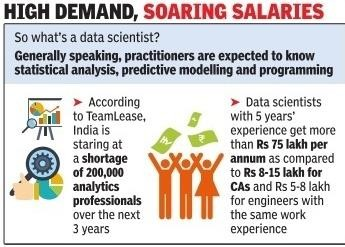 HIGH DEMAND, SOARING SALARIES
So what's a data scientist?
Generally speaking, practitioners are expected to know
statistical analysis, predictive modelling and programming
➤ According
to TeamLease,
India is
staring at
a shortage
of 200,000
analytics
professionals
over the next
3 years
➤ Data scientists
with 5 years'
experience get more
than Rs 75 lakh per
annum as compared
to Rs 8-15 lakh for
CAs and Rs 5-8 lakh
for engineers with
the same work
experience